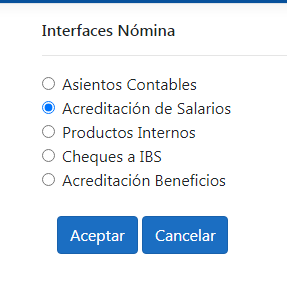 Interfaces Nómina
Asientos Contables
Acreditación de Salarios
Productos Internos
Cheques a IBS
Acreditación Beneficios
Aceptar Cancelar